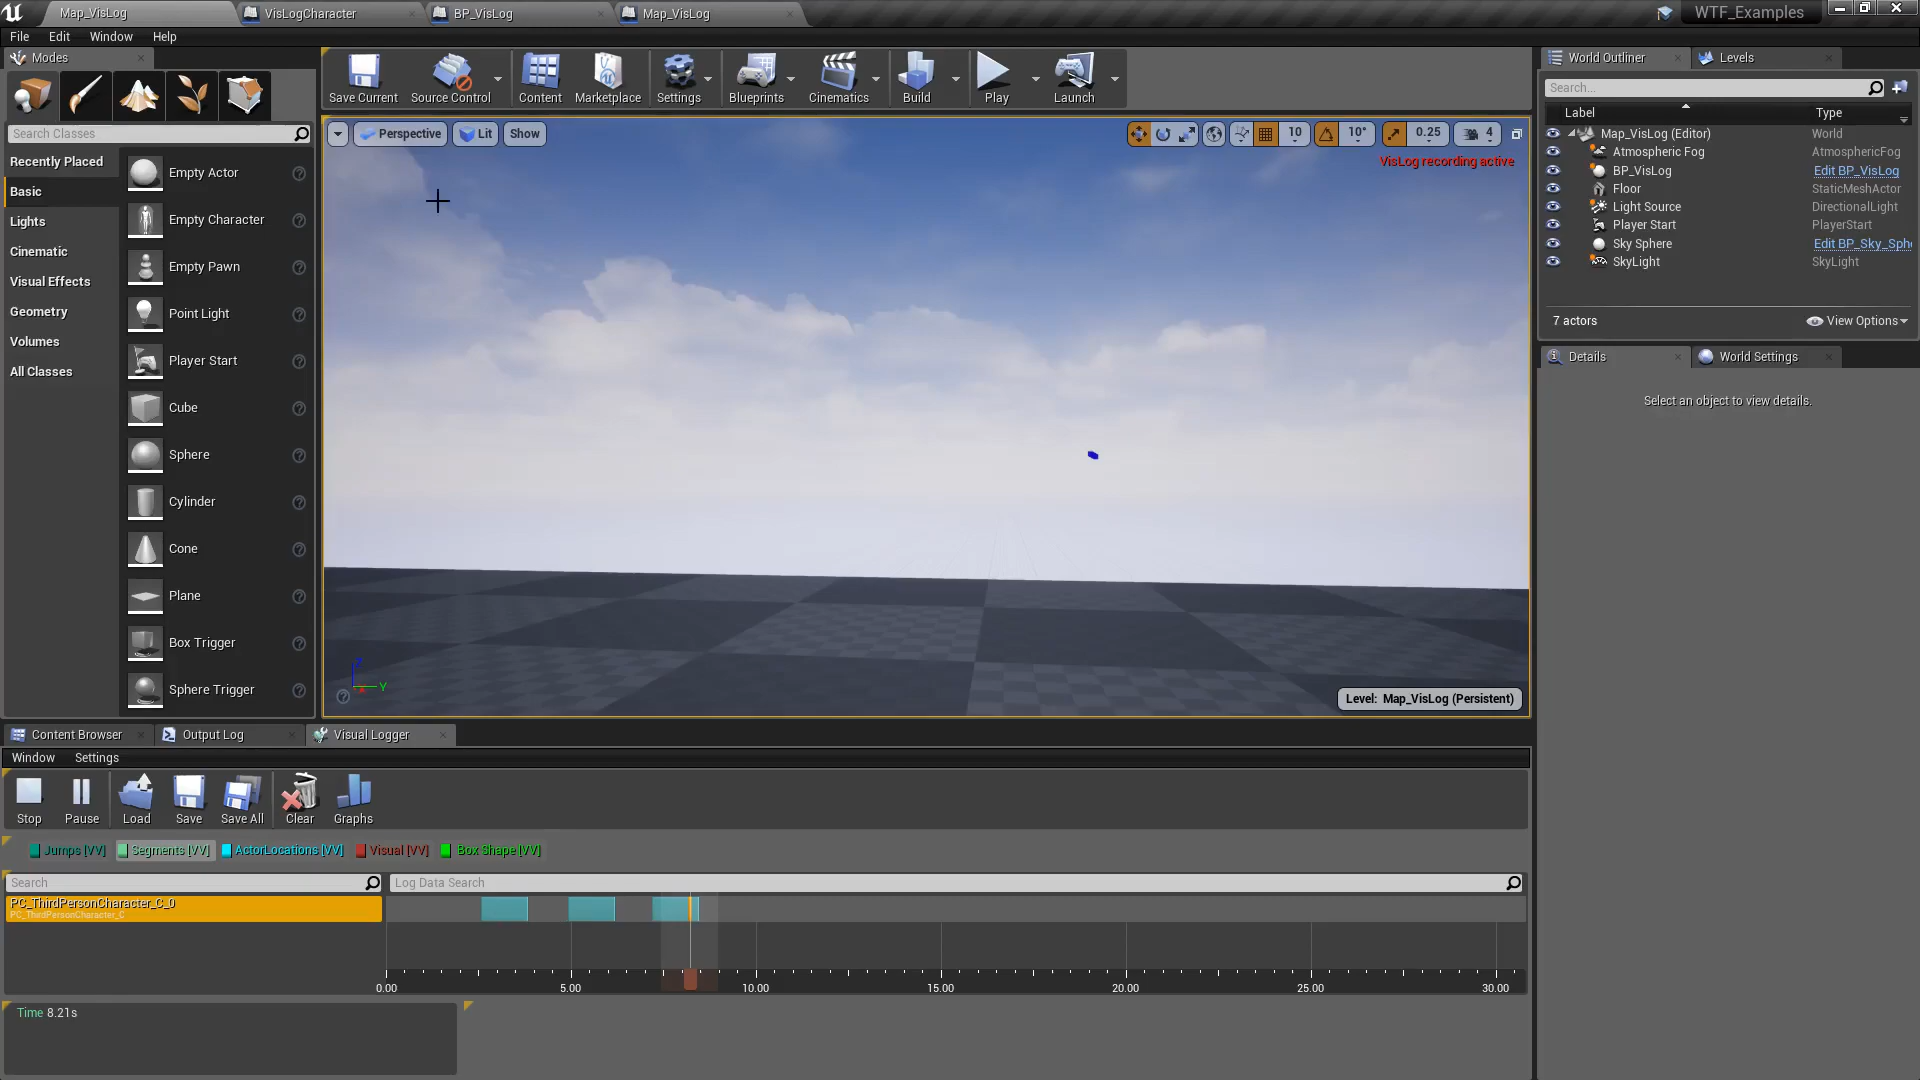 Map_VisLog
VisLogCharacter
BP_VisLog
Map_VisLog
WTF_Examples
File Edit Window Help
Modes
Search Classes
Recently Placed
Basic
Lights
Cinematic
Visual Effects
Geometry
Volumes
All Classes
Empty Actor
Empty Character
Empty Pawn
Point Light
Player Start
Cube
Sphere
Cylinder
Cone
Plane
Box Trigger
Sphere Trigger
Save Current
Source Control
Content
Marketplace
Settings
Blueprints
Cinematics
Build
Play
Launch
Perspective
Lit
Show
10
10°
0.25
4
VisLog recording active
Z
Y
Level: Map_VisLog (Persistent)
World Outliner
Levels
Search...
Label Type
Map_VisLog (Editor) World
Atmospheric Fog AtmosphericFog
BP_VisLog Edit BP_VisLog
Floor StaticMeshActor
Light Source DirectionalLight
Player Start PlayerStart
Sky Sphere Edit BP_Sky_Sph
SkyLight SkyLight
7 actors
View Options
Details
World Settings
Select an object to view details.
Content Browser
Output Log
Visual Logger
Window Settings
Stop
Pause
Load
Save
Save All
Clear
Graphs
Jumps [VV]
Segments [VV]
ActorLocations [VV]
Visual [VV]
Box Shape [VV]
Search
Log Data Search
PC_ThirdPersonCharacter_C_0
PC_ThirdPersonCharacter_C
0.00 5.00 10.00 15.00 20.00 25.00 30.00
Time 8.21s